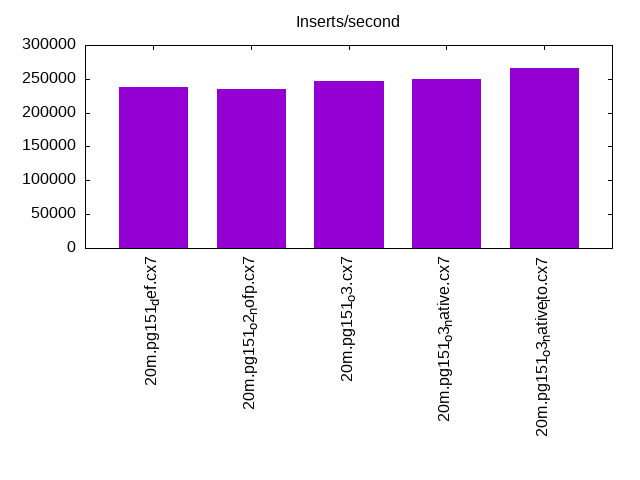 Inserts/second
300000
250000
200000
150000
100000
50000
0
20m.pg151def.cx7
20m.pg151o2nofp.cx7
20m.pg151o3.cx7
20m.pg151o3native.cx7
20m.pg151o3nativelto.cx7